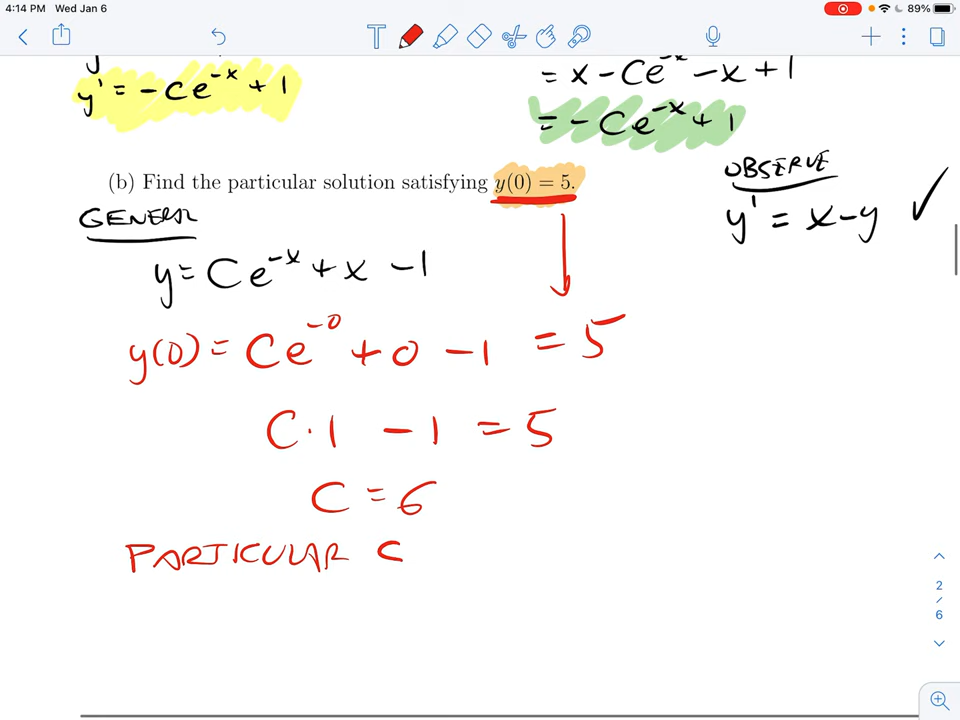 4:14 PM Wed Jan 6
89%
T
y' = -Ce^{-x} + 1
= x - Ce^{-x} - x + 1
= -Ce^{-x} + 1
(b) Find the particular solution satisfying y(0) = 5.
OBSERVE
y' = x - y ✓
GENERAL
y = Ce^{-x} + x - 1
y(0) = Ce^{-0} + 0 - 1 = 5
C · 1 - 1 = 5
C = 6
PARTICULAR
2
/
6